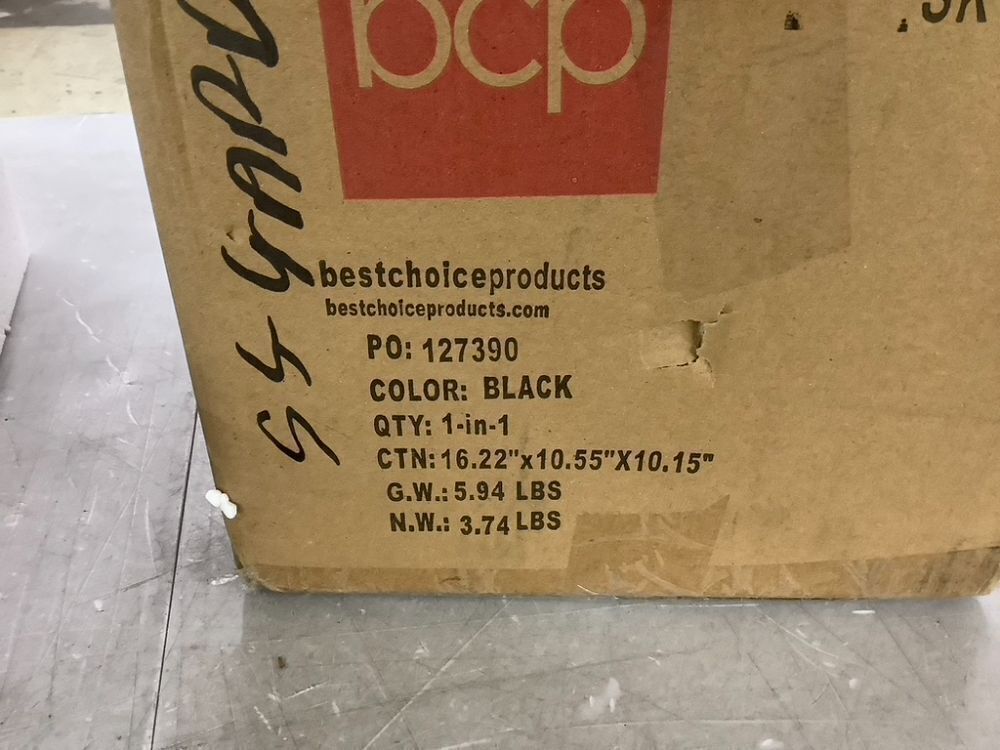 bcp
bestchoiceproducts
bestchoiceproducts.com
PO: 127390
COLOR: BLACK
QTY: 1-in-1
CTN:16.22"x10.55"X10.15"
G.W.:5.94 LBS
N.W.: 3.74 LBS